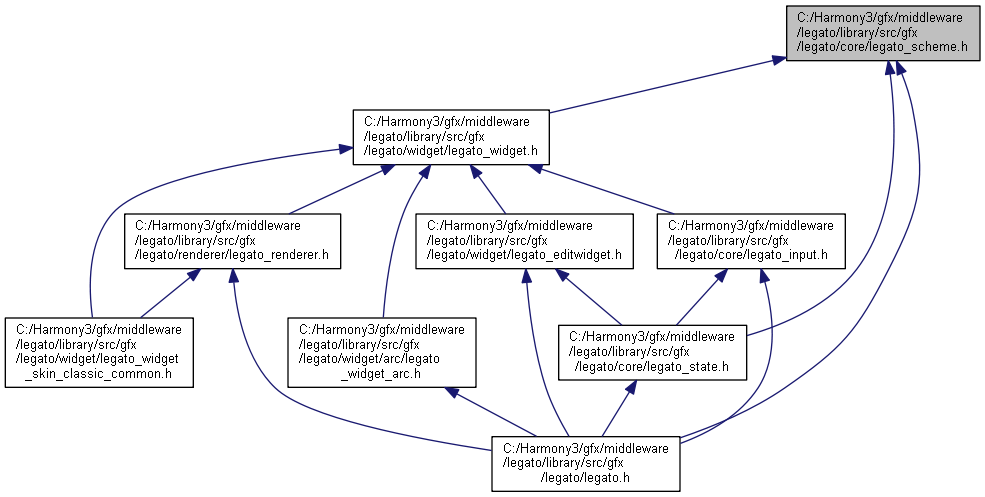 C:/Harmony3/gfx/middleware
/legato/library/src/gfx
/legato/core/legato_scheme.h
C:/Harmony3/gfx/middleware
/legato/library/src/gfx
/legato/widget/legato_widget.h
C:/Harmony3/gfx/middleware
/legato/library/src/gfx
/legato/renderer/legato_renderer.h
C:/Harmony3/gfx/middleware
/legato/library/src/gfx
/legato/widget/legato_editwidget.h
C:/Harmony3/gfx/middleware
/legato/library/src/gfx
/legato/core/legato_input.h
C:/Harmony3/gfx/middleware
/legato/library/src/gfx
/legato/widget/legato_widget
_skin_classic_common.h
C:/Harmony3/gfx/middleware
/legato/library/src/gfx
/legato/widget/arc/legato
_widget_arc.h
C:/Harmony3/gfx/middleware
/legato/library/src/gfx
/legato/core/legato_state.h
C:/Harmony3/gfx/middleware
/legato/library/src/gfx
/legato/legato.h